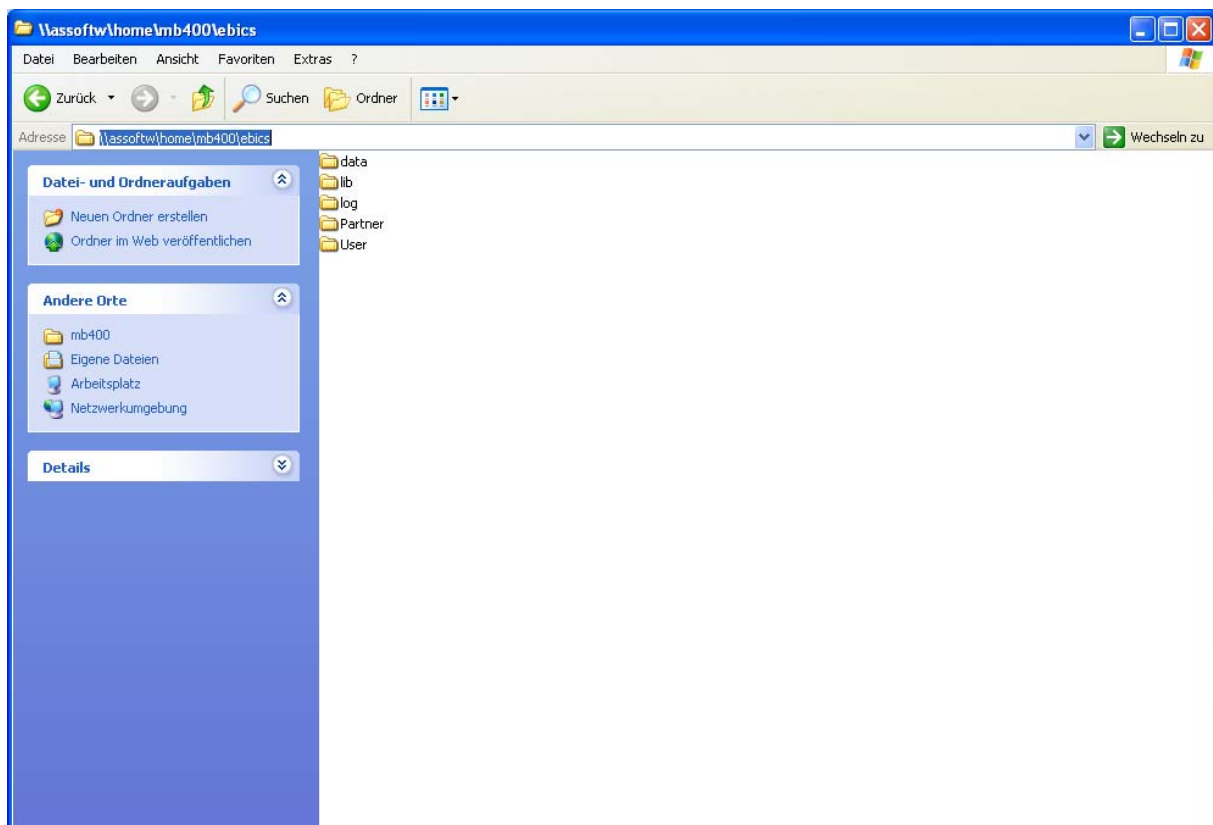 \\assoftw\home\mb400\ebics
Datei Bearbeiten Ansicht Favoriten Extras ?
Zurück Suchen Ordner
Adresse \\assoftw\home\mb400\ebics Wechseln zu
Datei- und Ordneraufgaben
Neuen Ordner erstellen
Ordner im Web veröffentlichen
Andere Orte
mb400
Eigene Dateien
Arbeitsplatz
Netzwerkumgebung
Details
data
lib
log
Partner
User